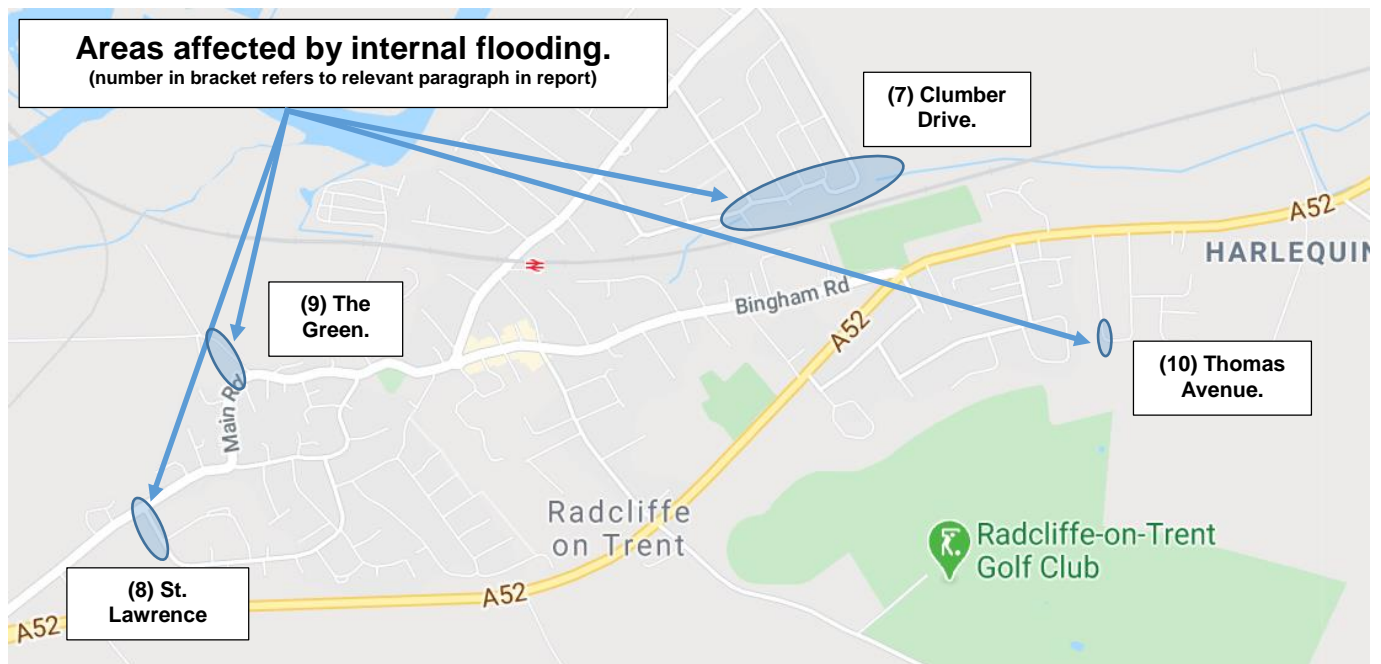 Areas affected by internal flooding.
(number in bracket refers to relevant paragraph in report)
(7) Clumber
Drive.
A52
HARLEQUIN
(9) The
Green.
Bingham Rd
A52
(10) Thomas
Avenue.
Main Rd
Radcliffe
on Trent
Radcliffe-on-Trent
Golf Club
(8) St.
Lawrence
A52
A52